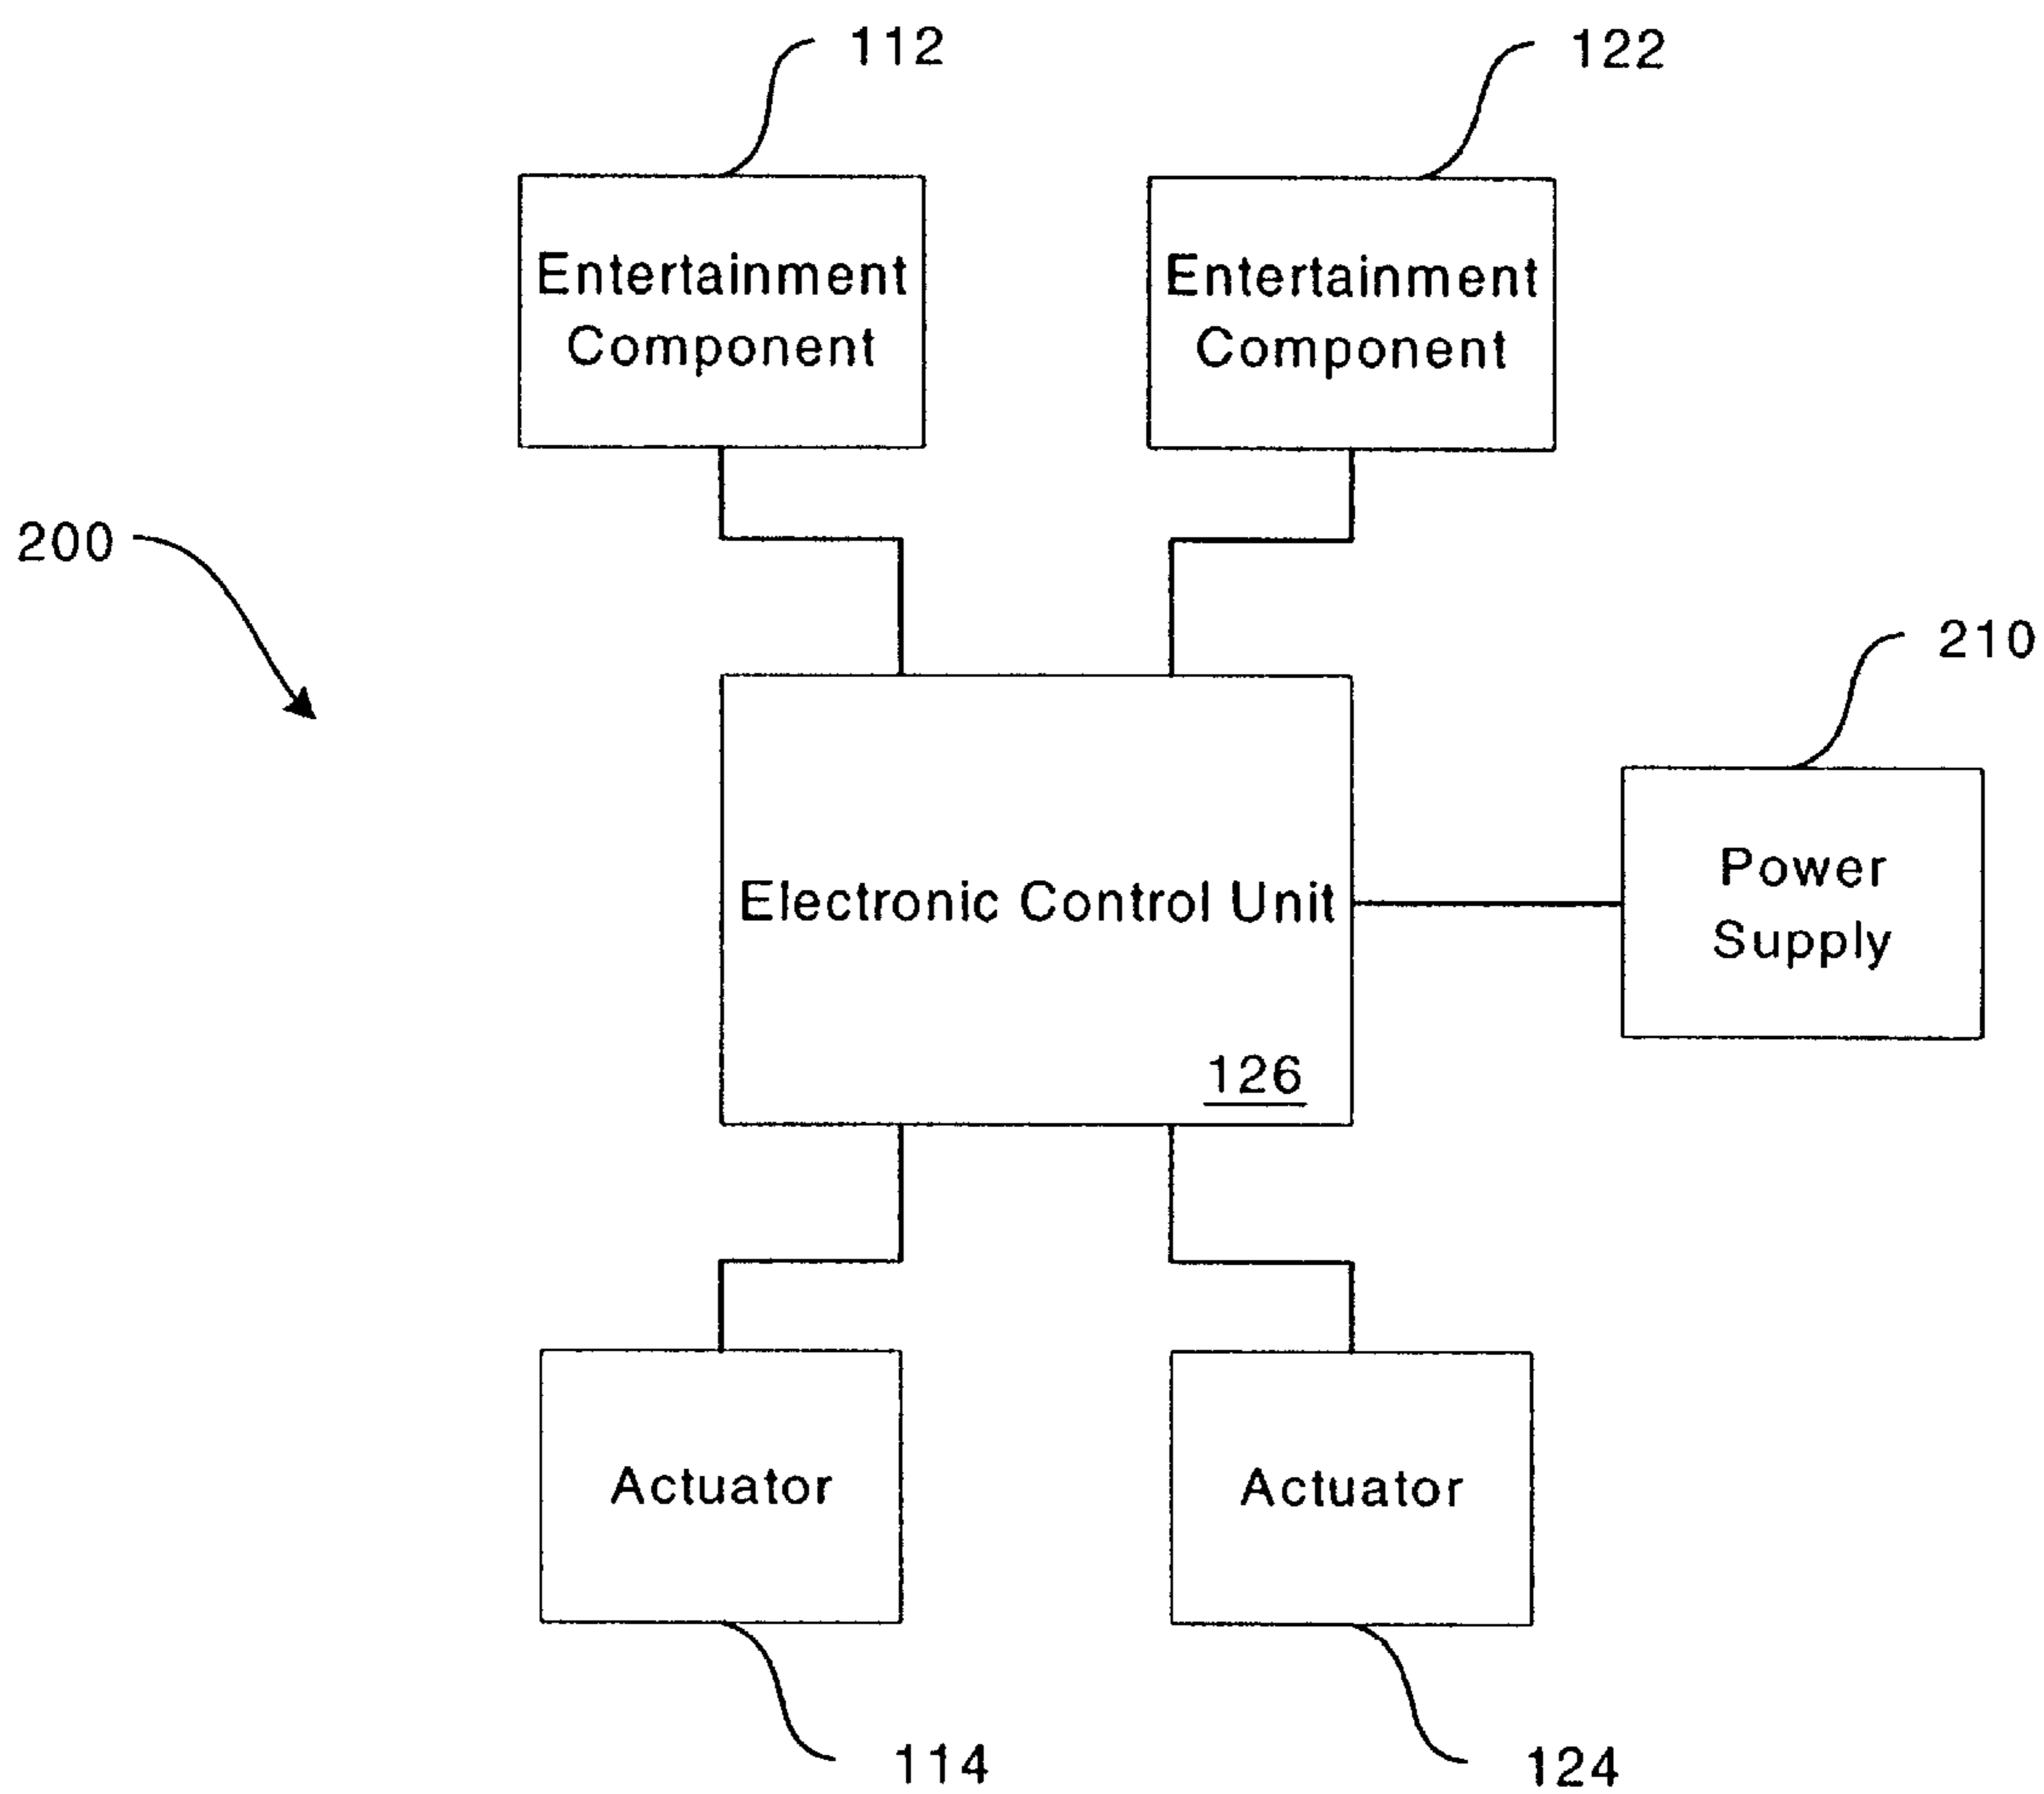 112
122
Entertainment
Component
Entertainment
Component
200
210
Electronic Control Unit
126
Power
Supply
Actuator
Actuator
114
124